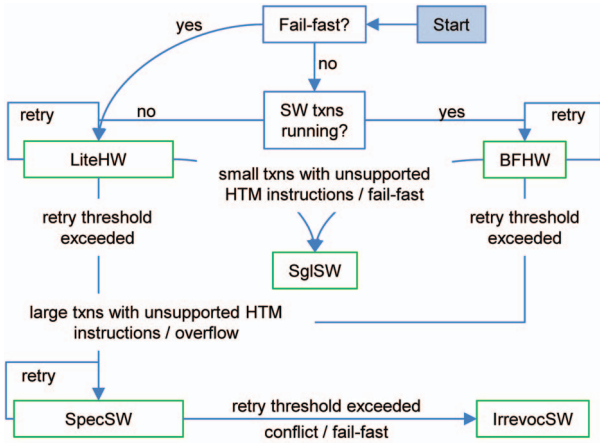 Fail-fast?
Start
yes
no
SW txns
running?
no
yes
retry
retry
LiteHW
BFHW
small txns with unsupported
HTM instructions / fail-fast
retry threshold
exceeded
retry threshold
exceeded
SglSW
large txns with unsupported HTM
instructions / overflow
retry
SpecSW
retry threshold exceeded
conflict / fail-fast
IrrevocSW